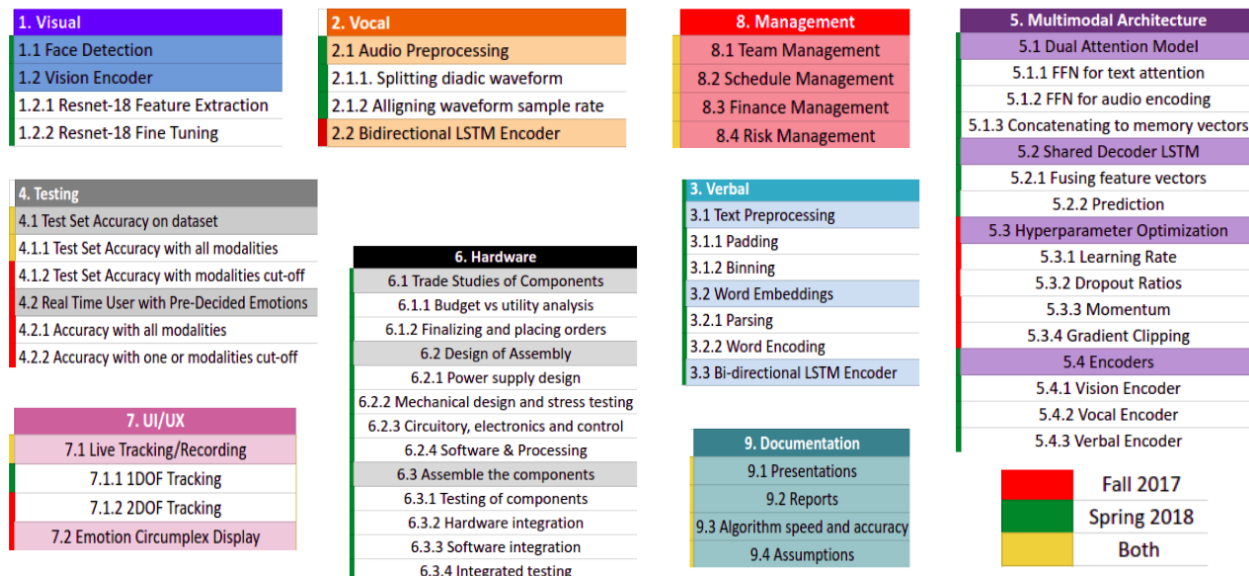 1. Visual
1.1 Face Detection
1.2 Vision Encoder
1.2.1 Resnet-18 Feature Extraction
1.2.2 Resnet-18 Fine Tuning
2. Vocal
2.1 Audio Preprocessing
2.1.1. Splitting diadic waveform
2.1.2 Alligning waveform sample rate
2.2 Bidirectional LSTM Encoder
8. Management
8.1 Team Management
8.2 Schedule Management
8.3 Finance Management
8.4 Risk Management
5. Multimodal Architecture
5.1 Dual Attention Model
5.1.1 FFN for text attention
5.1.2 FFN for audio encoding
5.1.3 Concatenating to memory vectors
5.2 Shared Decoder LSTM
5.2.1 Fusing feature vectors
5.2.2 Prediction
5.3 Hyperparameter Optimization
5.3.1 Learning Rate
5.3.2 Dropout Ratios
5.3.3 Momentum
5.3.4 Gradient Clipping
5.4 Encoders
5.4.1 Vision Encoder
5.4.2 Vocal Encoder
5.4.3 Verbal Encoder
4. Testing
4.1 Test Set Accuracy on dataset
4.1.1 Test Set Accuracy with all modalities
4.1.2 Test Set Accuracy with modalities cut-off
4.2 Real Time User with Pre-Decided Emotions
4.2.1 Accuracy with all modalities
4.2.2 Accuracy with one or modalities cut-off
6. Hardware
6.1 Trade Studies of Components
6.1.1 Budget vs utility analysis
6.1.2 Finalizing and placing orders
6.2 Design of Assembly
6.2.1 Power supply design
6.2.2 Mechanical design and stress testing
6.2.3 Circuitory, electronics and control
6.2.4 Software & Processing
6.3 Assemble the components
6.3.1 Testing of components
6.3.2 Hardware integration
6.3.3 Software integration
6.3.4 Integrated testing
3. Verbal
3.1 Text Preprocessing
3.1.1 Padding
3.1.2 Binning
3.2 Word Embeddings
3.2.1 Parsing
3.2.2 Word Encoding
3.3 Bi-directional LSTM Encoder
7. UI/UX
7.1 Live Tracking/Recording
7.1.1 1DOF Tracking
7.1.2 2DOF Tracking
7.2 Emotion Circumplex Display
9. Documentation
9.1 Presentations
9.2 Reports
9.3 Algorithm speed and accuracy
9.4 Assumptions
Fall 2017
Spring 2018
Both